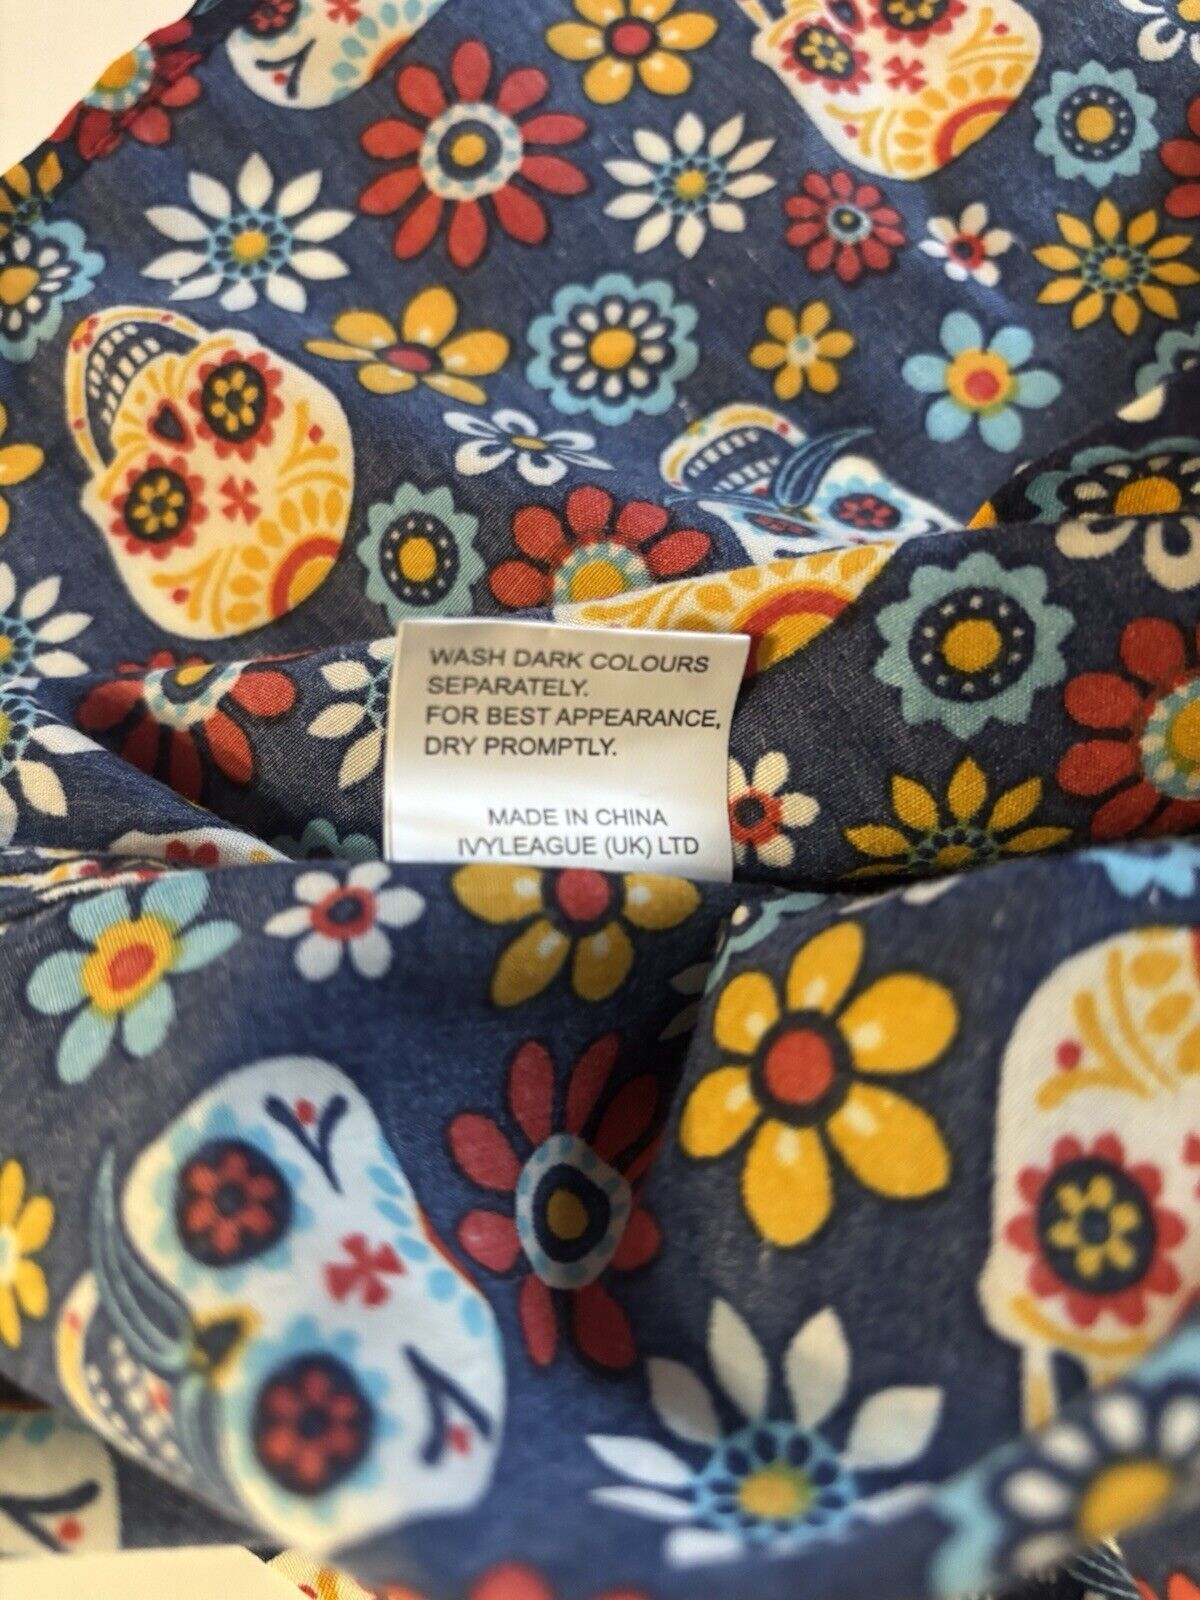 WASH DARK COLOURS
SEPARATELY.
FOR BEST APPEARANCE,
DRY PROMPTLY.
MADE IN CHINA
IVYLEAGUE (UK) LTD